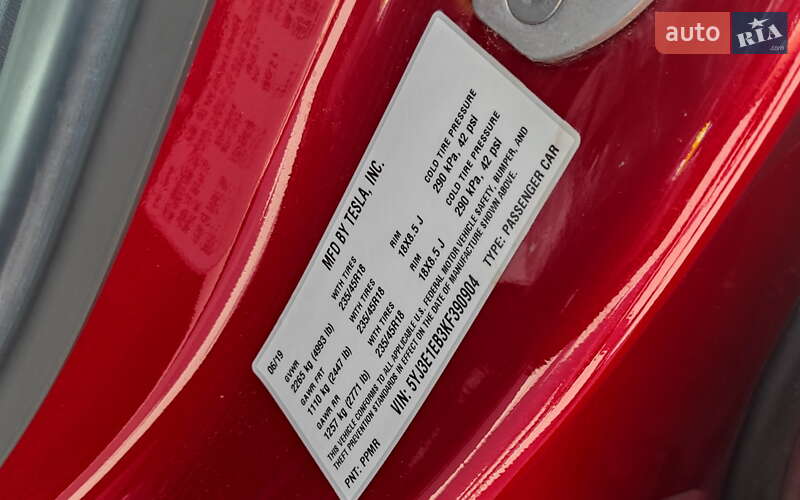 auto RIA .com
MFD BY TESLA, INC.
06/19
GVWR
2265 kg (4993 lb)
WITH TIRES
235/45R18
RIM
18X8.5 J
COLD TIRE PRESSURE
290 kPa, 42 psi
GAWR FRT
1110 kg (2447 lb)
WITH TIRES
235/45R18
RIM
18X8.5 J
COLD TIRE PRESSURE
290 kPa, 42 psi
GAWR RR
1257 kg (2771 lb)
WITH TIRES
235/45R18
THIS VEHICLE CONFORMS TO ALL APPLICABLE U.S. FEDERAL MOTOR VEHICLE SAFETY, BUMPER, AND
THEFT PREVENTION STANDARDS IN EFFECT ON THE DATE OF MANUFACTURE SHOWN ABOVE.
PNT: PPMR VIN: 5YJ3E1EB3KF390904 TYPE: PASSENGER CAR